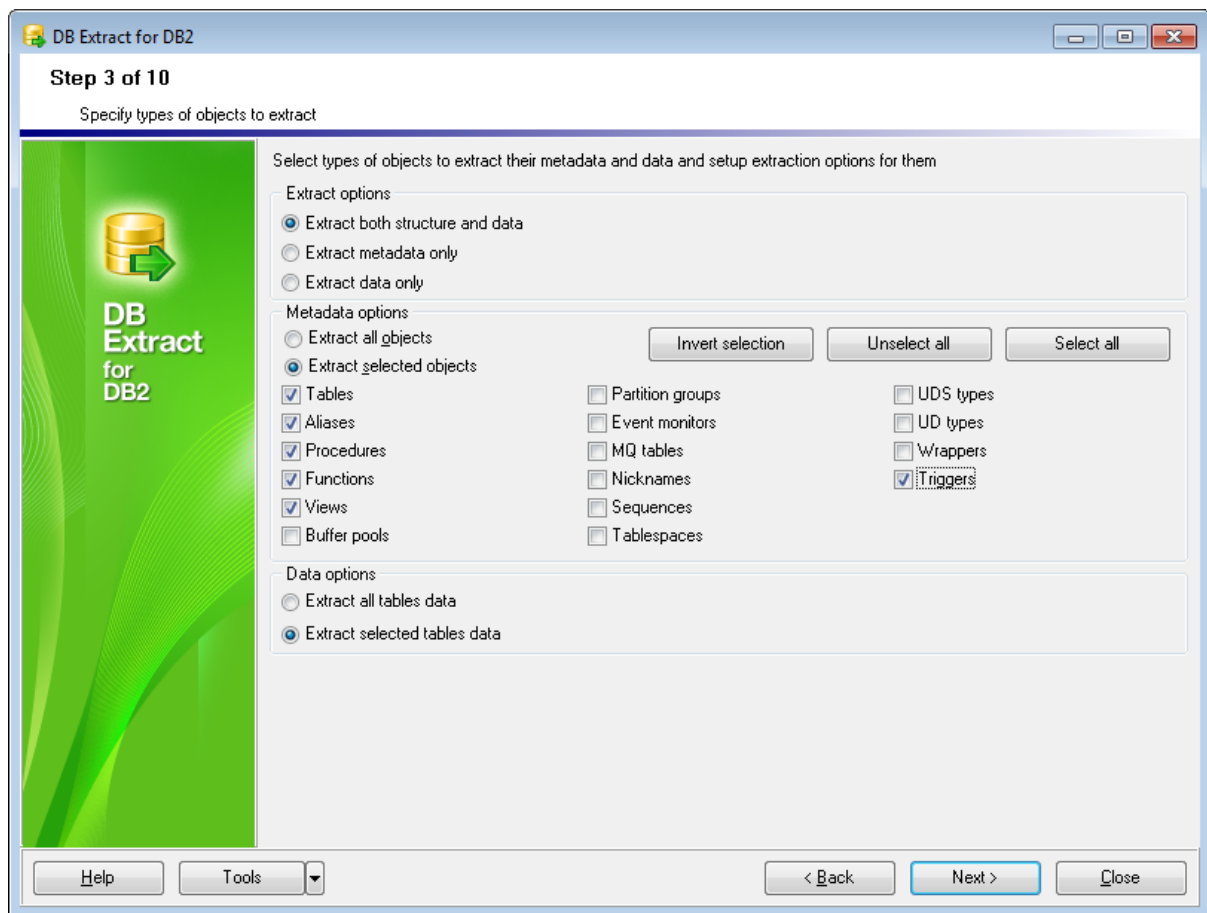 DB Extract for DB2
Step 3 of 10
Specify types of objects to extract
DB
Extract
for
DB2
Select types of objects to extract their metadata and data and setup extraction options for them
Extract options
Extract both structure and data
Extract metadata only
Extract data only
Metadata options
Extract all objects
Extract selected objects
Invert selection Unselect all Select all
Tables Partition groups UDS types
Aliases Event monitors UD types
Procedures MQ tables Wrappers
Functions Nicknames Triggers
Views Sequences
Buffer pools Tablespaces
Data options
Extract all tables data
Extract selected tables data
Help Tools < Back Next > Close